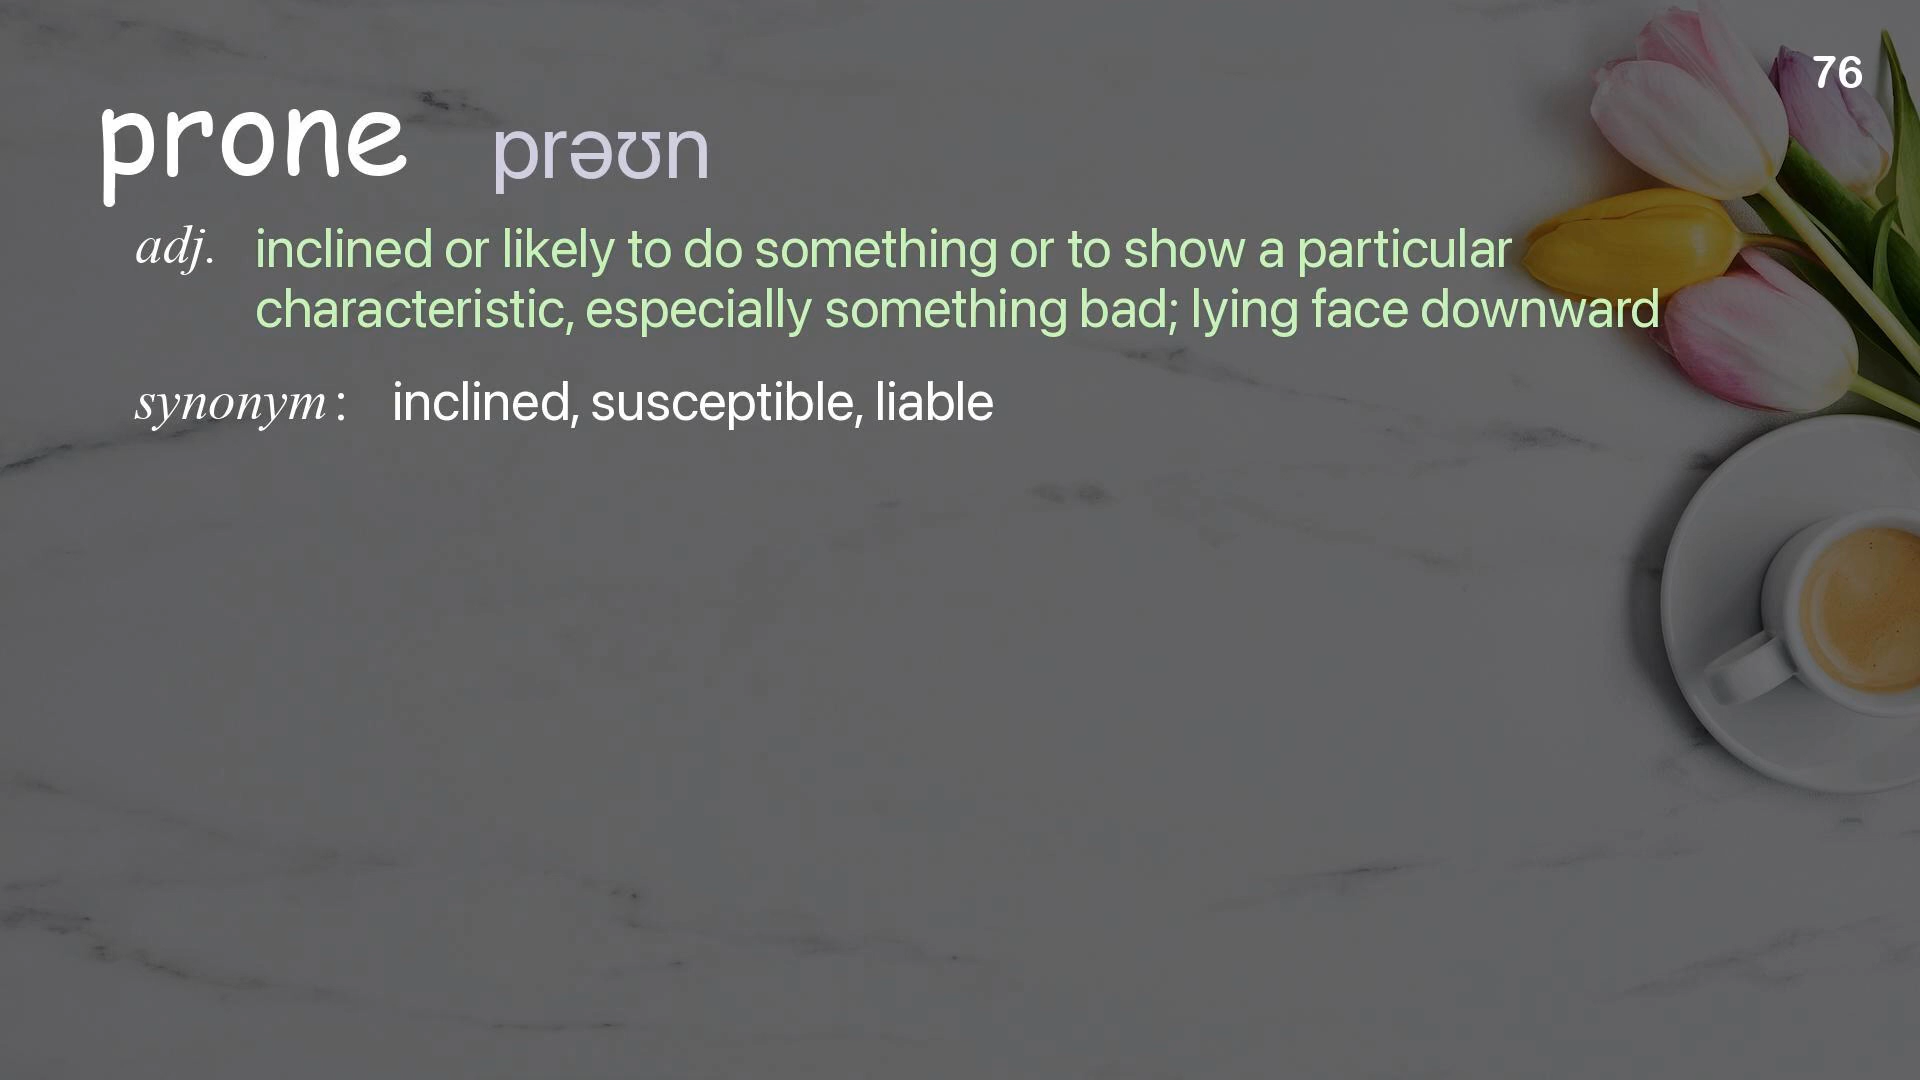 76
prone prəʊn
adj. inclined or likely to do something or to show a particular
characteristic, especially something bad; lying face downward
synonym: inclined, susceptible, liable